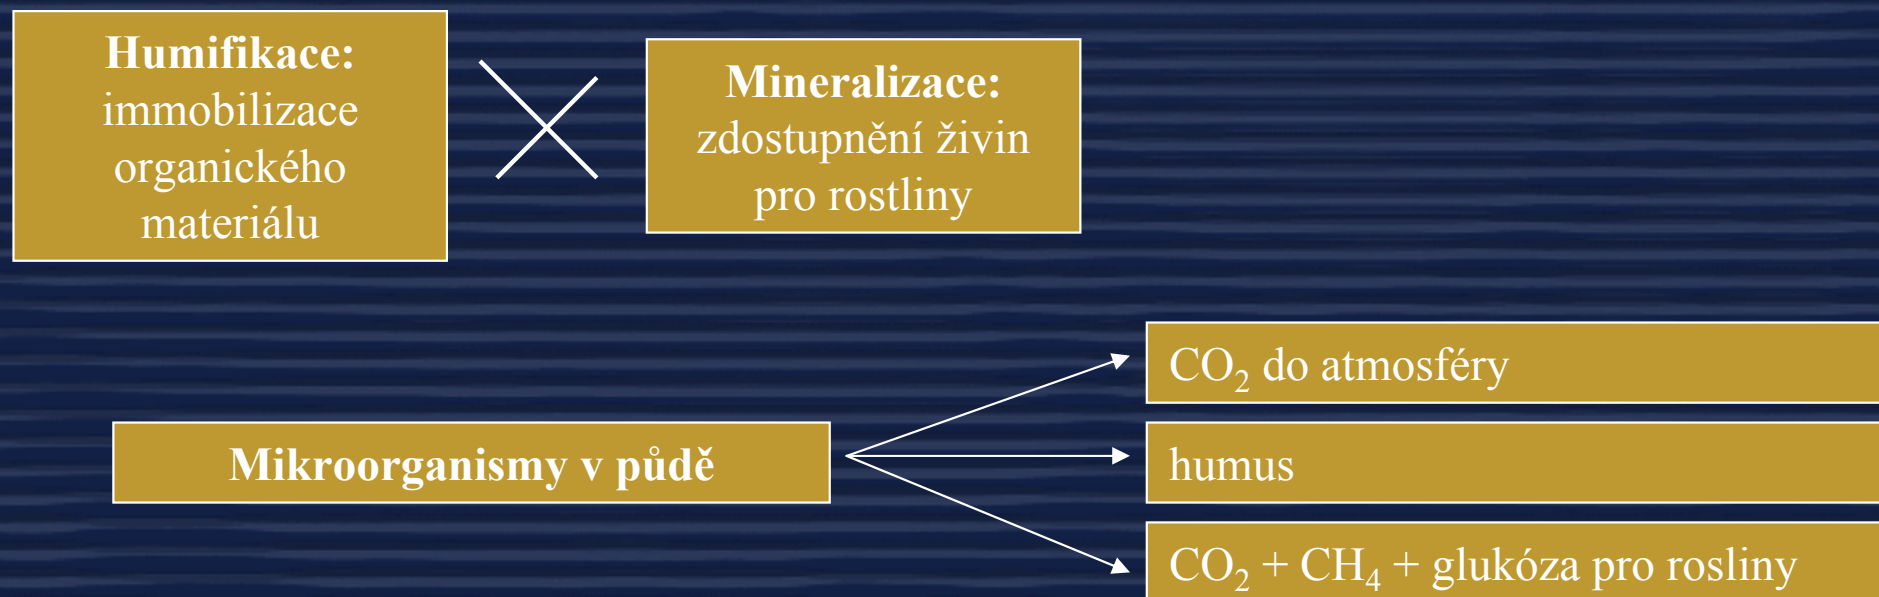 Humifikace:
immobilizace
organického
materiálu
Mineralizace:
zdostupnění živin
pro rostliny
Mikroorganismy v půdě
CO₂ do atmosféry
humus
CO₂ + CH₄ + glukóza pro rosliny